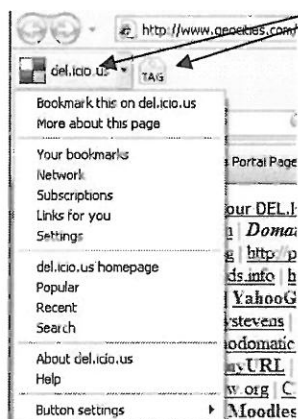 http://www.geocities.com/
del.icio.us
TAG
Bookmark this on del.icio.us
More about this page
Your bookmarks
Network
Subscriptions
Links for you
Settings
del.icio.us homepage
Popular
Recent
Search
About del.icio.us
Help
Button settings
a Portal Page
our DEL.I
Domai
http://p
ds.info | h
YahooG
ystevens |
odomatic
nyURL |
w.org | C
Moodles